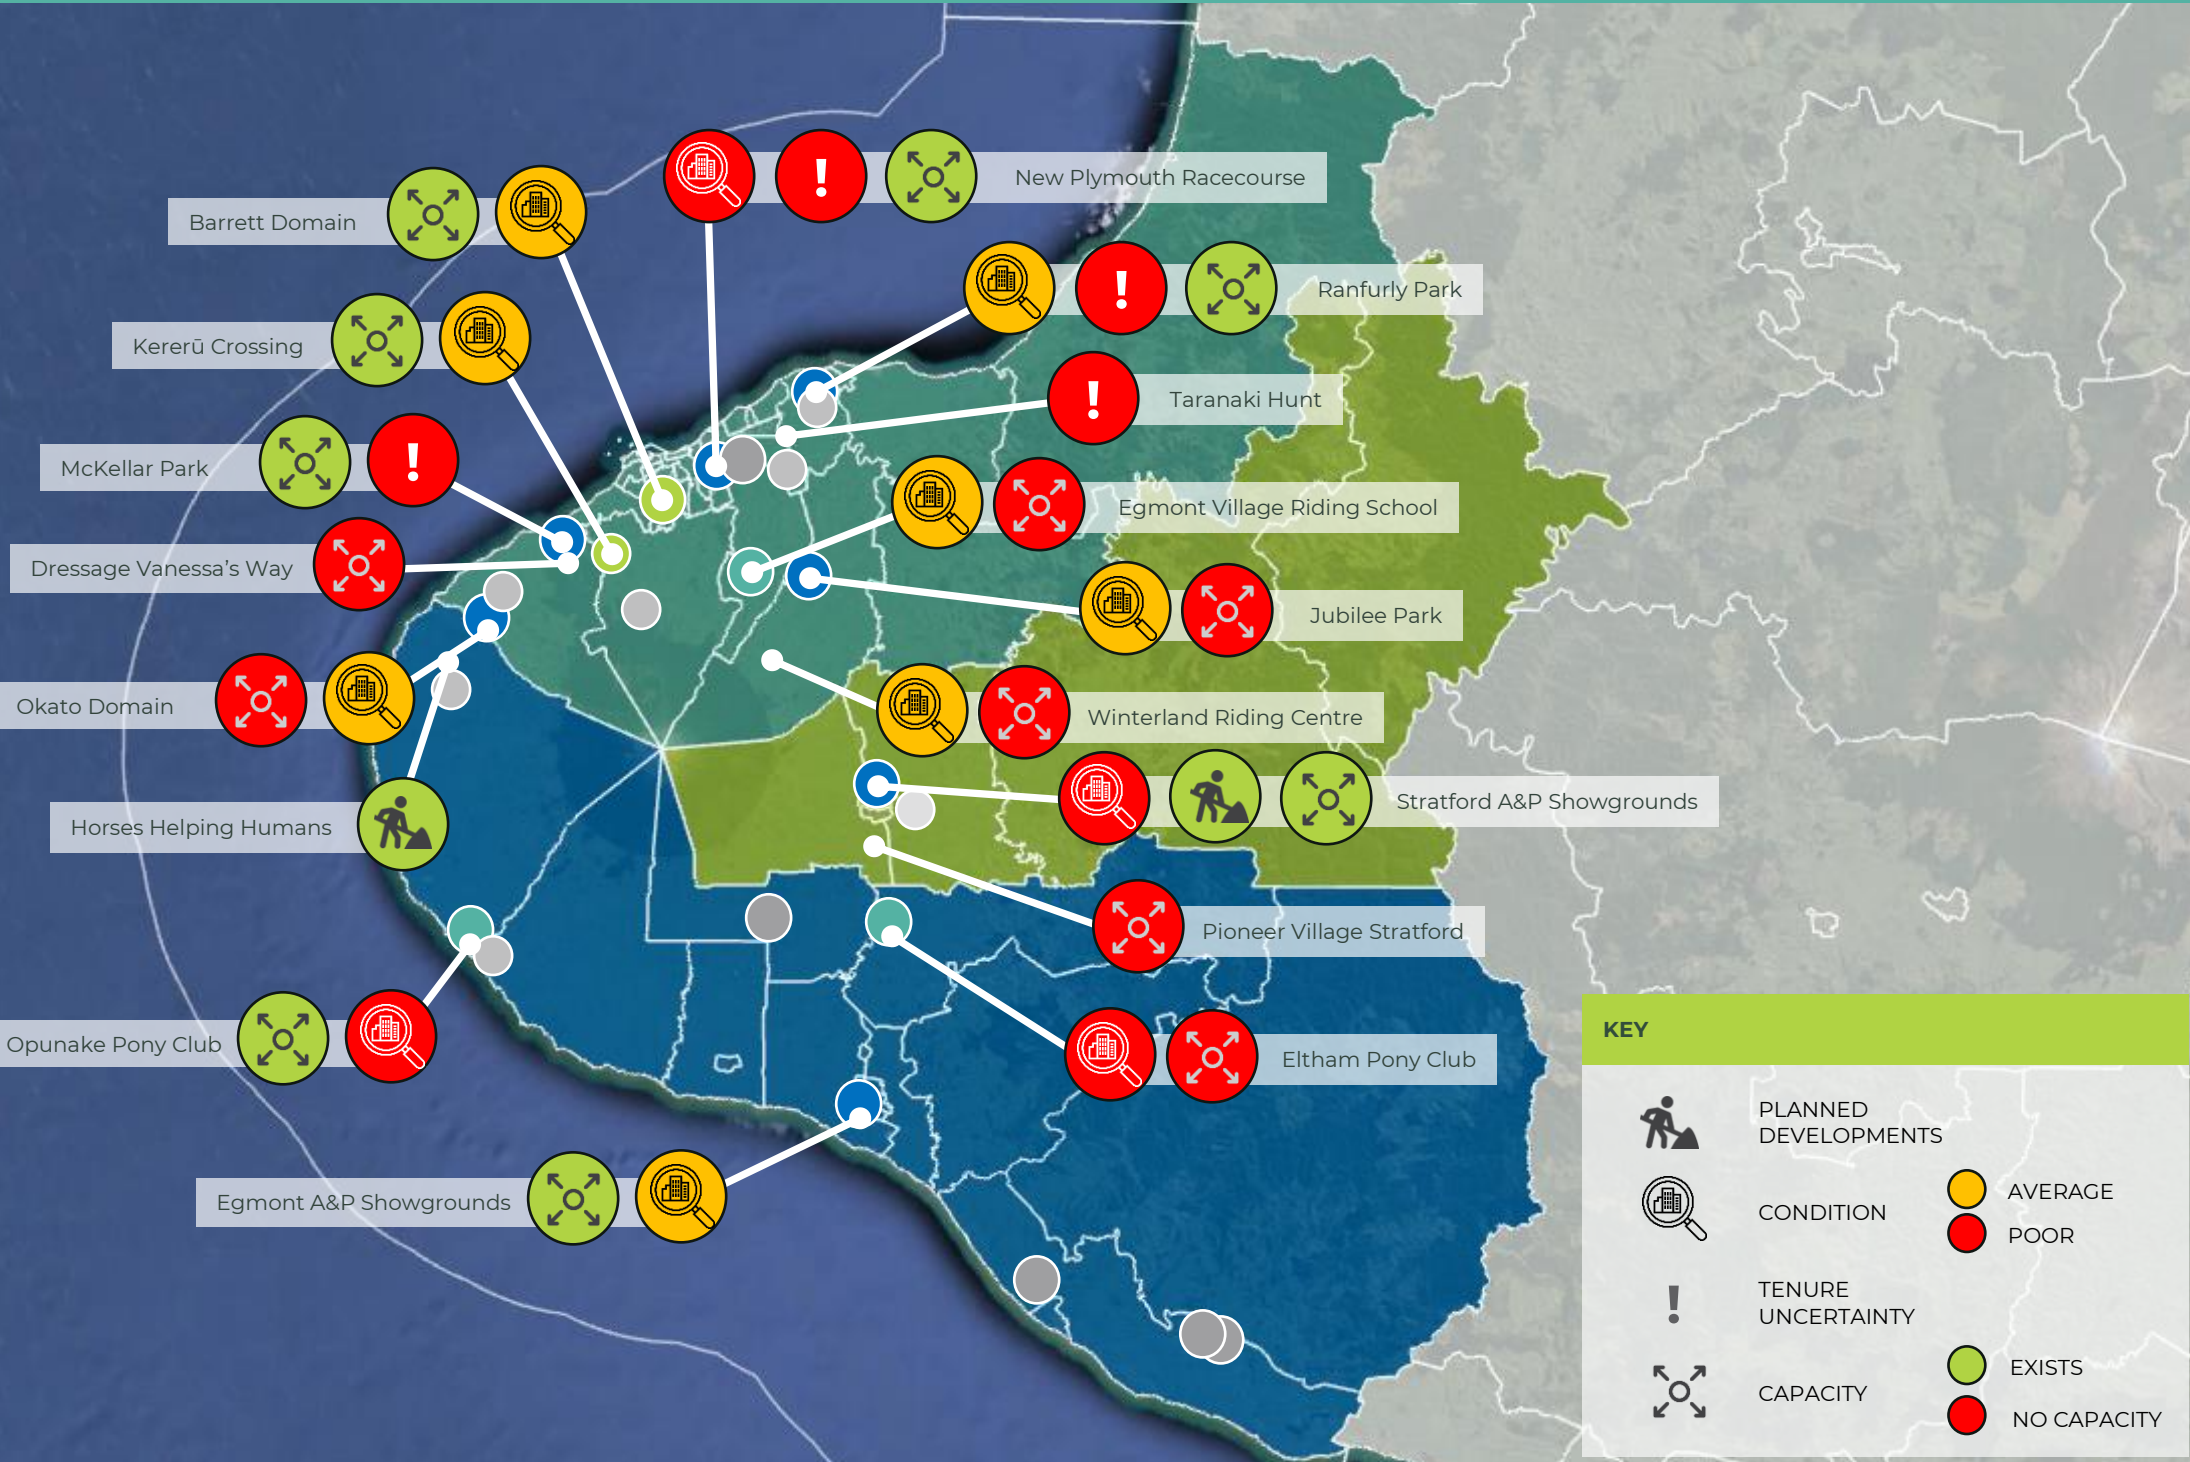 New Plymouth Racecourse
Barrett Domain
Ranfurly Park
Kererū Crossing
Taranaki Hunt
McKellar Park
Egmont Village Riding School
Dressage Vanessa's Way
Jubilee Park
Okato Domain
Winterland Riding Centre
Stratford A&P Showgrounds
Horses Helping Humans
Pioneer Village Stratford
Opunake Pony Club
Eltham Pony Club
Egmont A&P Showgrounds
KEY
PLANNED
DEVELOPMENTS
CONDITION
AVERAGE
POOR
TENURE
UNCERTAINTY
CAPACITY
EXISTS
NO CAPACITY